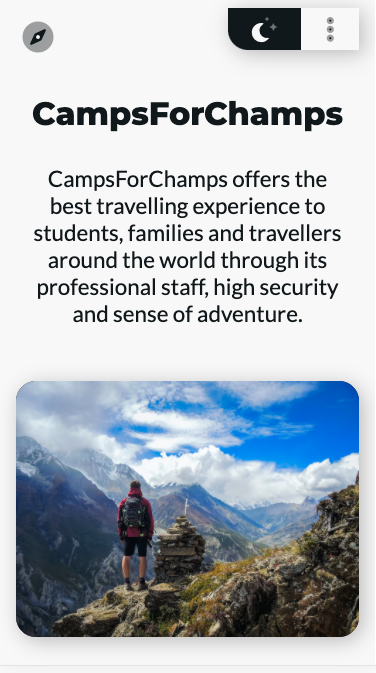 CampsForChamps
CampsForChamps offers the
best travelling experience to
students, families and travellers
around the world through its
professional staff, high security
and sense of adventure.